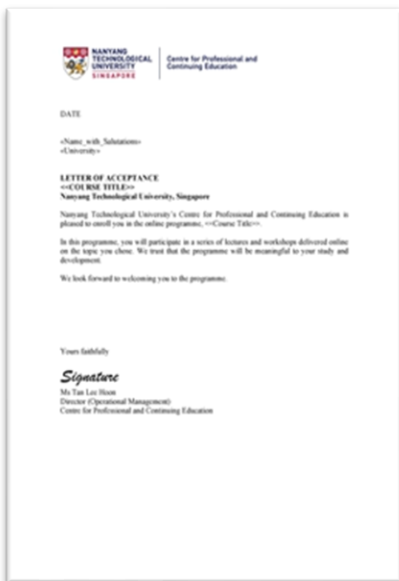 NANYANG
TECHNOLOGICAL
UNIVERSITY
SINGAPORE
Centre for Professional and
Continuing Education
DATE
«Name_with_Salutations»
«University»
LETTER OF ACCEPTANCE
<<COURSE TITLE>>
Nanyang Technological University, Singapore
Nanyang Technological University's Centre for Professional and Continuing Education is
pleased to enroll you in the online programme, <<Course Title>>.
In this programme, you will participate in a series of lectures and workshops delivered online
on the topic you chose. We trust that the programme will be meaningful to your study and
development.
We look forward to welcoming you to the programme.
Yours faithfully
Signature
Ms Tan Lee Hoon
Director (Operational Management)
Centre for Professional and Continuing Education